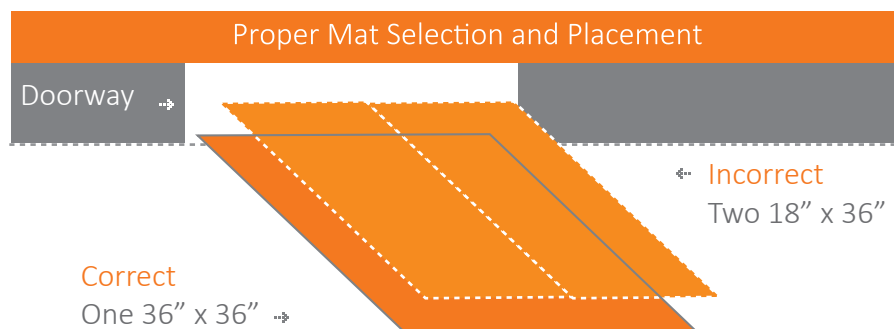 Proper Mat Selection and Placement
Doorway
Incorrect
Two 18” x 36”
Correct
One 36” x 36”